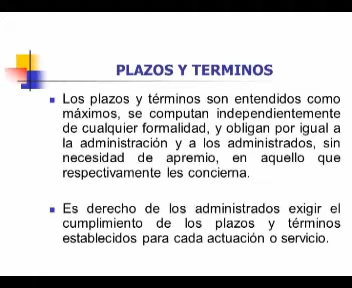 PLAZOS Y TERMINOS
Los plazos y términos son entendidos como
máximos, se computan independientemente
de cualquier formalidad, y obligan por igual a
la administración y a los administrados, sin
necesidad de apremio, en aquello que
respectivamente les concierna.
Es derecho de los administrados exigir el
cumplimiento de los plazos y términos
establecidos para cada actuación o servicio.